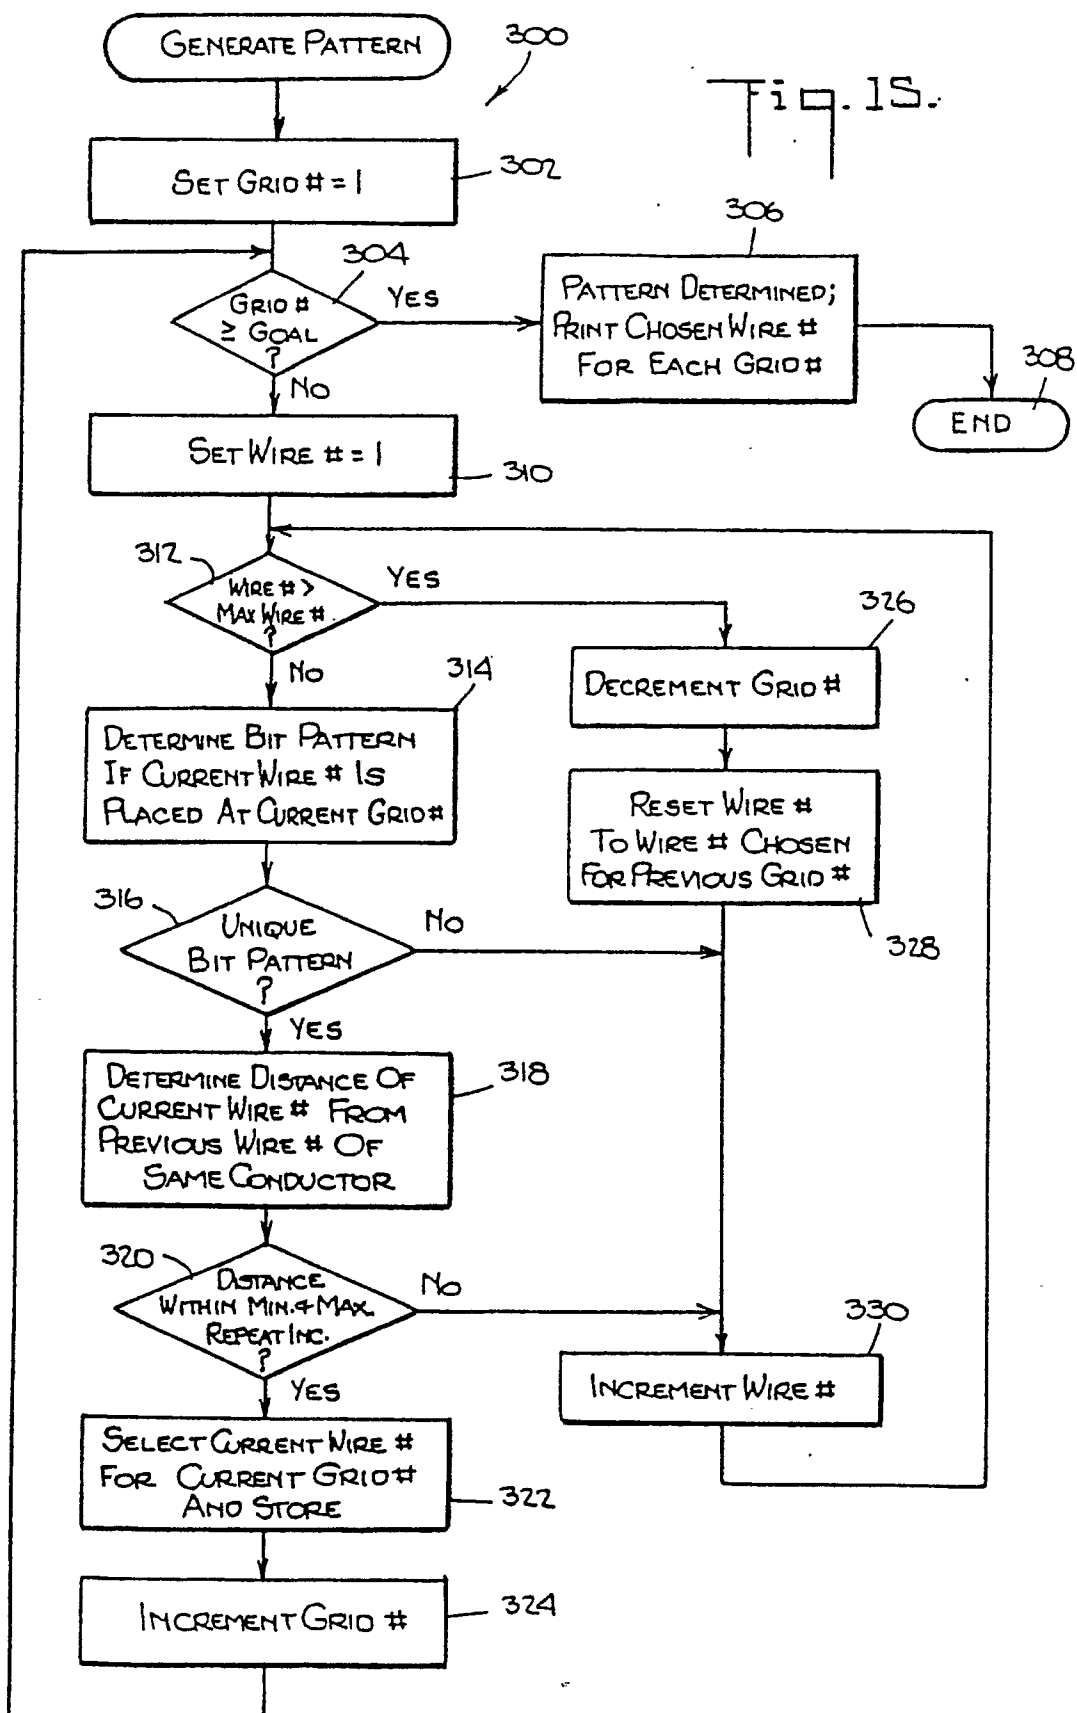 GENERATE PATTERN
300
Fig. 15.
SET GRID # = 1
302
304
GRID #
≥ GOAL
?
YES
NO
306
PATTERN DETERMINED;
PRINT CHOSEN WIRE #
FOR EACH GRID #
308
END
SET WIRE # = 1
310
312
WIRE # >
MAX WIRE #
?
YES
NO
326
DECREMENT GRID #
314
DETERMINE BIT PATTERN
IF CURRENT WIRE # IS
PLACED AT CURRENT GRID #
RESET WIRE #
TO WIRE # CHOSEN
FOR PREVIOUS GRID #
328
316
UNIQUE
BIT PATTERN
?
NO
YES
DETERMINE DISTANCE OF
CURRENT WIRE # FROM
PREVIOUS WIRE # OF
SAME CONDUCTOR
318
320
DISTANCE
WITHIN MIN. & MAX.
REPEAT INC.
?
NO
YES
330
INCREMENT WIRE #
SELECT CURRENT WIRE #
FOR CURRENT GRID #
AND STORE
322
INCREMENT GRID #
324